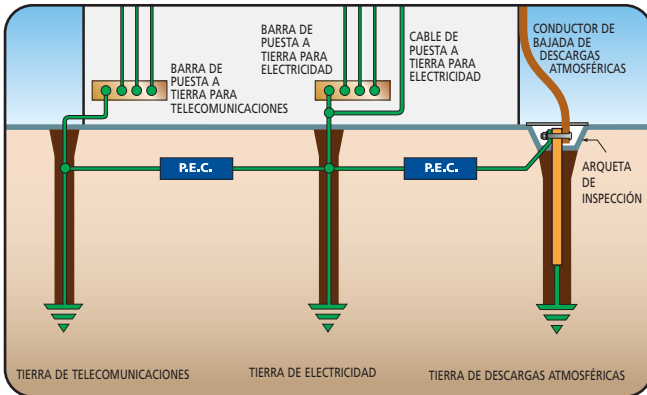 BARRA DE
PUESTA A
TIERRA PARA
TELECOMUNICACIONES
BARRA DE
PUESTA A
TIERRA PARA
ELECTRICIDAD
CABLE DE
PUESTA A
TIERRA PARA
ELECTRICIDAD
CONDUCTOR DE
BAJADA DE
DESCARGAS
ATMOSFÉRICAS
P.E.C.
P.E.C.
ARQUETA
DE
INSPECCIÓN
TIERRA DE TELECOMUNICACIONES
TIERRA DE ELECTRICIDAD
TIERRA DE DESCARGAS ATMOSFÉRICAS